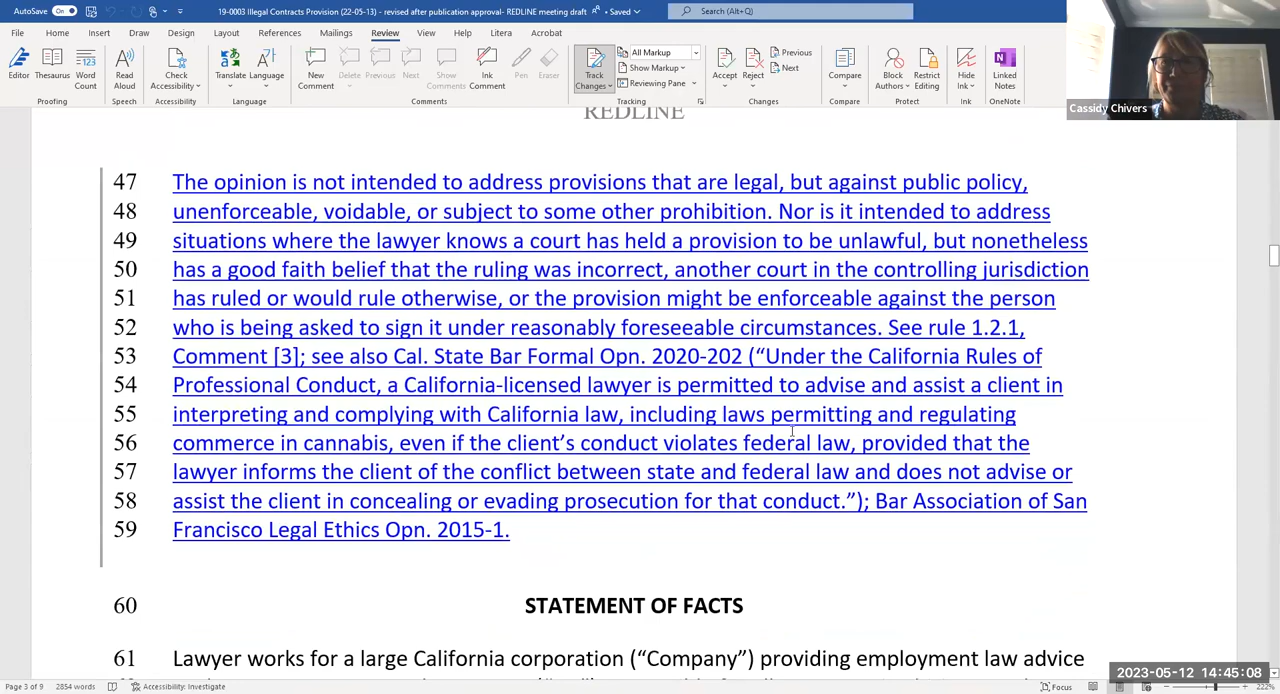 AutoSave On 19-0003 Illegal Contracts Provision (22-05-13) - revised after publication approval- REDLINE meeting draft • Saved Search (Alt+Q)
File Home Insert Draw Design Layout References Mailings Review View Help Litera Acrobat
Editor Thesaurus Word Count Read Aloud Check Accessibility Translate Language New Comment Delete Previous Next Show Comments Ink Comment Pen Eraser Track Changes All Markup Show Markup Reviewing Pane Accept Reject Previous Next Compare Block Authors Restrict Editing Hide Ink Linked Notes
Proofing Speech Accessibility Language Comments Tracking Changes Compare Protect Ink OneNote
Cassidy Chivers
REDLINE
47 The opinion is not intended to address provisions that are legal, but against public policy,
48 unenforceable, voidable, or subject to some other prohibition. Nor is it intended to address
49 situations where the lawyer knows a court has held a provision to be unlawful, but nonetheless
50 has a good faith belief that the ruling was incorrect, another court in the controlling jurisdiction
51 has ruled or would rule otherwise, or the provision might be enforceable against the person
52 who is being asked to sign it under reasonably foreseeable circumstances. See rule 1.2.1,
53 Comment [3]; see also Cal. State Bar Formal Opn. 2020-202 (“Under the California Rules of
54 Professional Conduct, a California-licensed lawyer is permitted to advise and assist a client in
55 interpreting and complying with California law, including laws permitting and regulating
56 commerce in cannabis, even if the client’s conduct violates federal law, provided that the
57 lawyer informs the client of the conflict between state and federal law and does not advise or
58 assist the client in concealing or evading prosecution for that conduct.”); Bar Association of San
59 Francisco Legal Ethics Opn. 2015-1.
60 STATEMENT OF FACTS
61 Lawyer works for a large California corporation (“Company”) providing employment law advice
2023-05-12 14:45:08
Page 3 of 9 2854 words Accessibility: Investigate Focus 222%